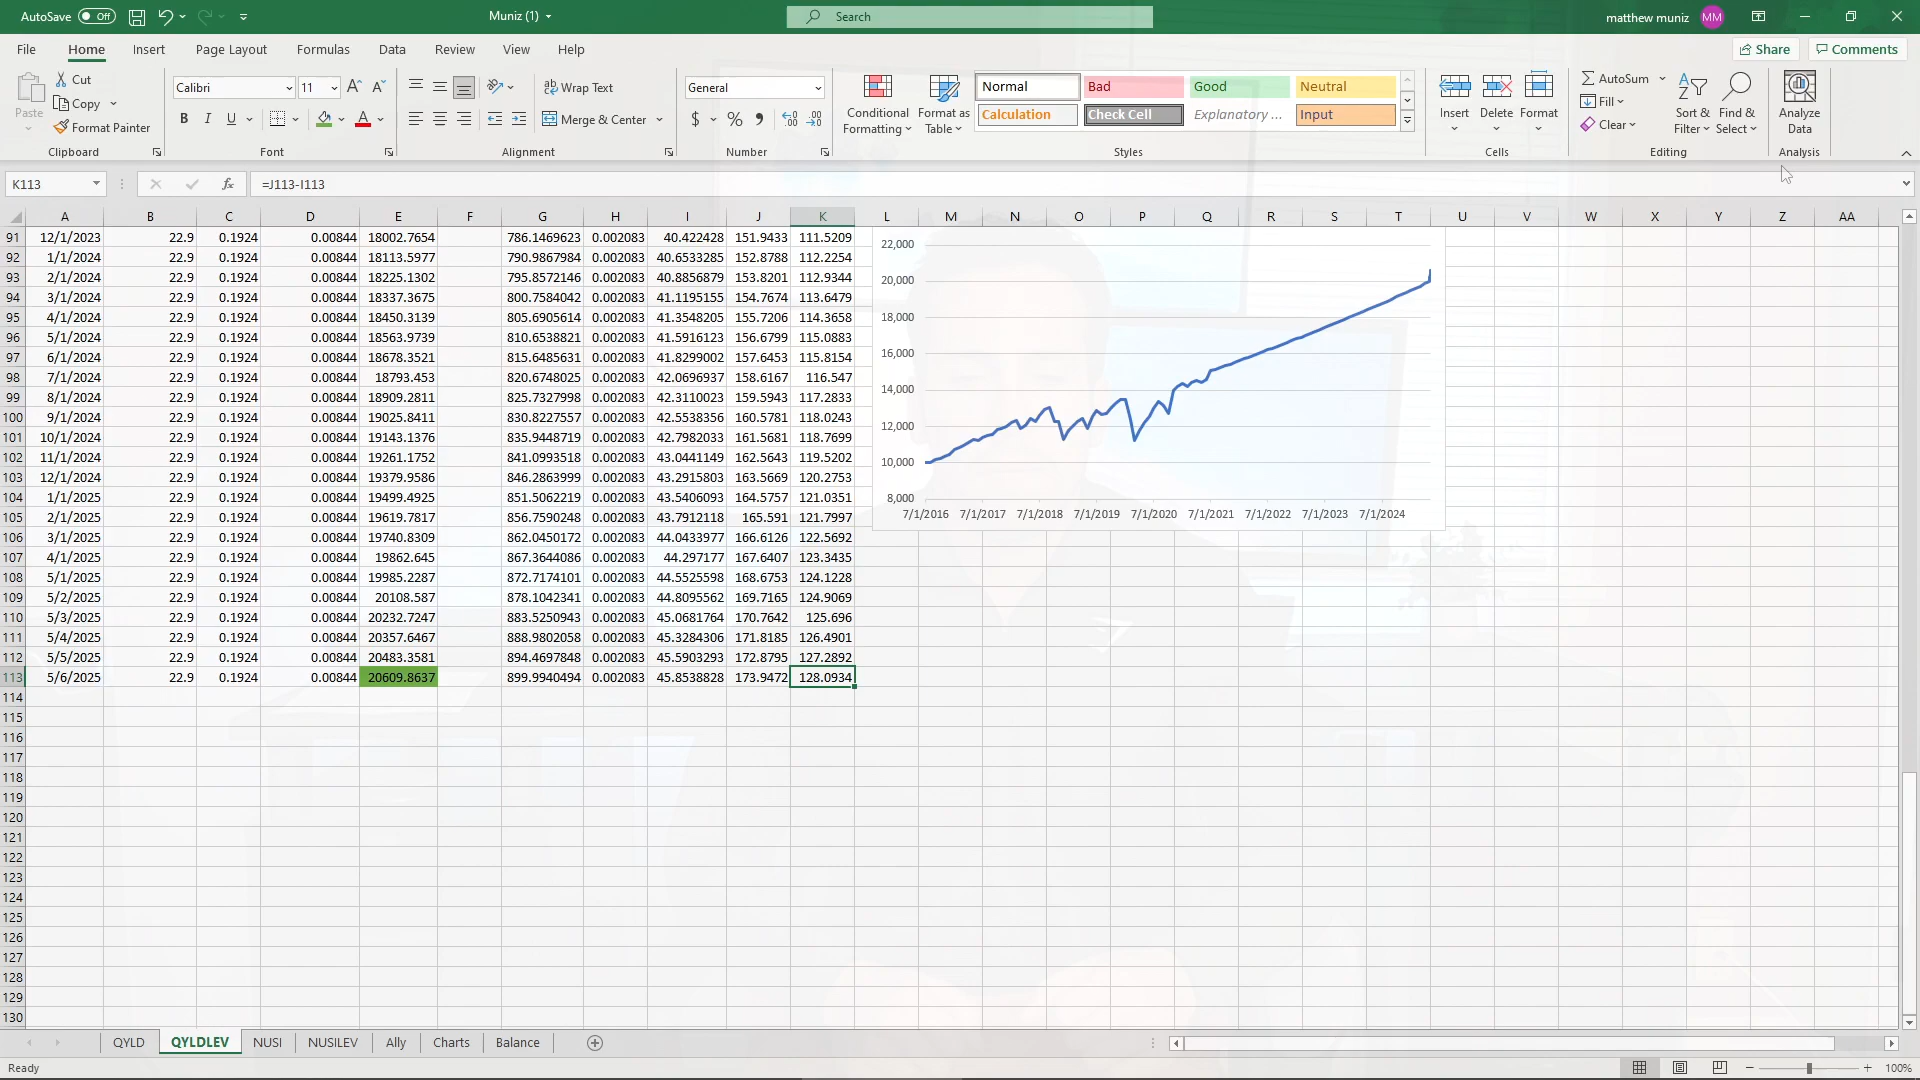 AutoSave Off Muniz (1) Search matthew muniz MM
File Home Insert Page Layout Formulas Data Review View Help Share Comments
Paste Cut Copy Format Painter Clipboard
Calibri 11 B I U A A Font
Wrap Text Merge & Center Alignment
General $ % 9 Number
Conditional Formatting Format as Table Normal Bad Good Neutral Calculation Check Cell Explanatory ... Input Styles
Insert Delete Format Cells
AutoSum Fill Clear Sort & Filter Find & Select Editing
Analyze Data Analysis
K113 fx =J113-I113
A B C D E F G H I J K L M N O P Q R S T U V W X Y Z AA
91 12/1/2023 22.9 0.1924 0.00844 18002.7654 786.1469623 0.002083 40.422428 151.9433 111.5209
92 1/1/2024 22.9 0.1924 0.00844 18113.5977 790.9867984 0.002083 40.6533285 152.8788 112.2254
93 2/1/2024 22.9 0.1924 0.00844 18225.1302 795.8572146 0.002083 40.8856879 153.8201 112.9344
94 3/1/2024 22.9 0.1924 0.00844 18337.3675 800.7584042 0.002083 41.1195155 154.7674 113.6479
95 4/1/2024 22.9 0.1924 0.00844 18450.3139 805.6905614 0.002083 41.3548205 155.7206 114.3658
96 5/1/2024 22.9 0.1924 0.00844 18563.9739 810.6538821 0.002083 41.5916123 156.6799 115.0883
97 6/1/2024 22.9 0.1924 0.00844 18678.3521 815.6485631 0.002083 41.8299002 157.6453 115.8154
98 7/1/2024 22.9 0.1924 0.00844 18793.453 820.6748025 0.002083 42.0696937 158.6167 116.547
99 8/1/2024 22.9 0.1924 0.00844 18909.2811 825.7327998 0.002083 42.3110023 159.5943 117.2833
100 9/1/2024 22.9 0.1924 0.00844 19025.8411 830.8227557 0.002083 42.5538356 160.5781 118.0243
101 10/1/2024 22.9 0.1924 0.00844 19143.1376 835.9448719 0.002083 42.7982033 161.5681 118.7699
102 11/1/2024 22.9 0.1924 0.00844 19261.1752 841.0993518 0.002083 43.0441149 162.5643 119.5202
103 12/1/2024 22.9 0.1924 0.00844 19379.9586 846.2863999 0.002083 43.2915803 163.5669 120.2753
104 1/1/2025 22.9 0.1924 0.00844 19499.4925 851.5062219 0.002083 43.5406093 164.5757 121.0351
105 2/1/2025 22.9 0.1924 0.00844 19619.7817 856.7590248 0.002083 43.7912118 165.591 121.7997
106 3/1/2025 22.9 0.1924 0.00844 19740.8309 862.0450172 0.002083 44.0433977 166.6126 122.5692
107 4/1/2025 22.9 0.1924 0.00844 19862.645 867.3644086 0.002083 44.297177 167.6407 123.3435
108 5/1/2025 22.9 0.1924 0.00844 19985.2287 872.7174101 0.002083 44.5525598 168.6753 124.1228
109 5/2/2025 22.9 0.1924 0.00844 20108.587 878.1042341 0.002083 44.8095562 169.7165 124.9069
110 5/3/2025 22.9 0.1924 0.00844 20232.7247 883.5250943 0.002083 45.0681764 170.7642 125.696
111 5/4/2025 22.9 0.1924 0.00844 20357.6467 888.9802058 0.002083 45.3284306 171.8185 126.4901
112 5/5/2025 22.9 0.1924 0.00844 20483.3581 894.4697848 0.002083 45.5903293 172.8795 127.2892
113 5/6/2025 22.9 0.1924 0.00844 20609.8637 899.9940494 0.002083 45.8538828 173.9472 128.0934
22,000
20,000
18,000
16,000
14,000
12,000
10,000
8,000
7/1/2016 7/1/2017 7/1/2018 7/1/2019 7/1/2020 7/1/2021 7/1/2022 7/1/2023 7/1/2024
114
115
116
117
118
119
120
121
122
123
124
125
126
127
128
129
130
QYLD QYLDLEV NUSI NUSILEV Ally Charts Balance
Ready 100%